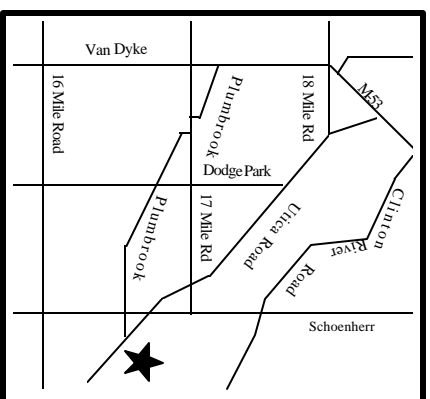 Van Dyke
16 Mile Road
Plumbrook
18 Mile Rd
M-53
Dodge Park
Plumbrook
17 Mile Rd
Utica Road
Clinton
River
Road
Schoenherr